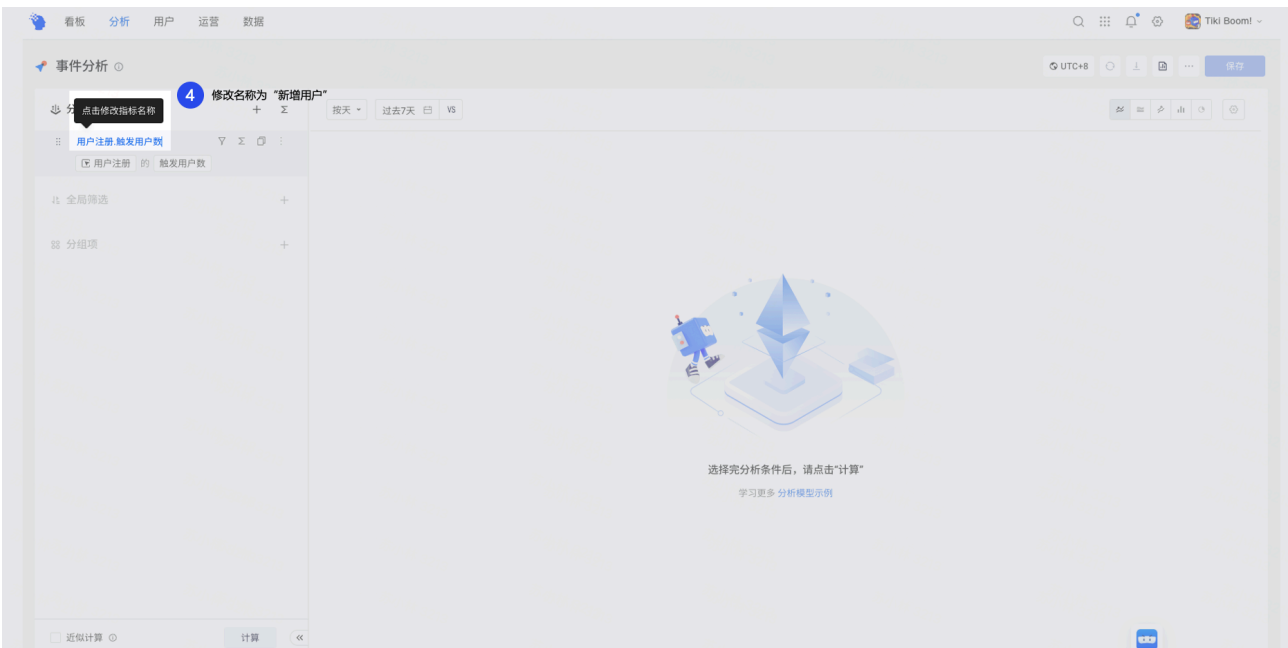 看板 分析 用户 运营 数据 Tiki Boom!
事件分析 UTC+8 保存
4 修改名称为“新增用户”
点击修改指标名称
按天 过去7天 VS
用户注册.触发用户数
用户注册 的 触发用户数
全局筛选
分组项
选择完分析条件后，请点击“计算”
学习更多 分析模型示例
近似计算 计算